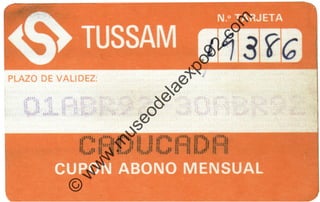 TUSSAM
N.º TARJETA
19386
PLAZO DE VALIDEZ:
01ABR92 30ABR92
CADUCADA
CUPON ABONO MENSUAL
© www.museodelaexpo92.com